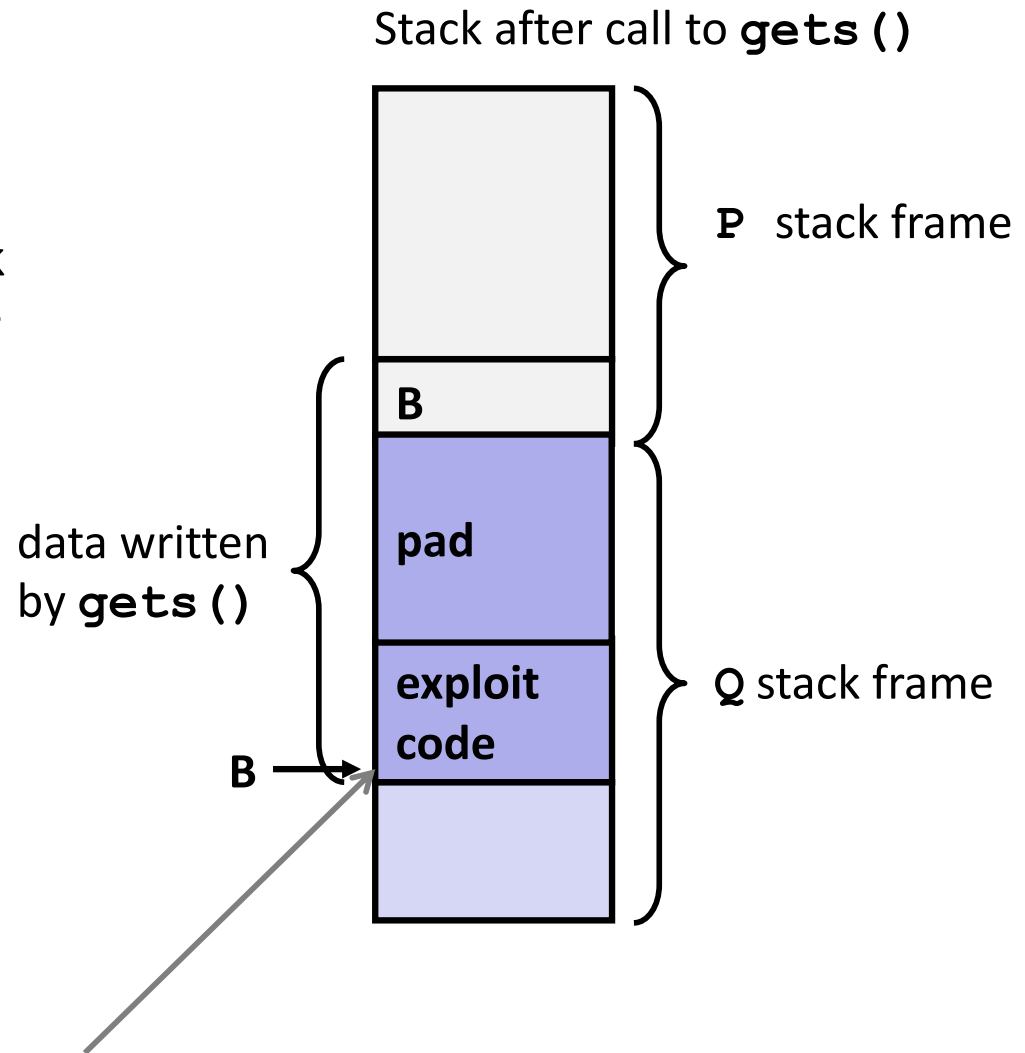 Stack after call to gets()
P stack frame
B
data written
by gets()
pad
exploit
code
Q stack frame
B